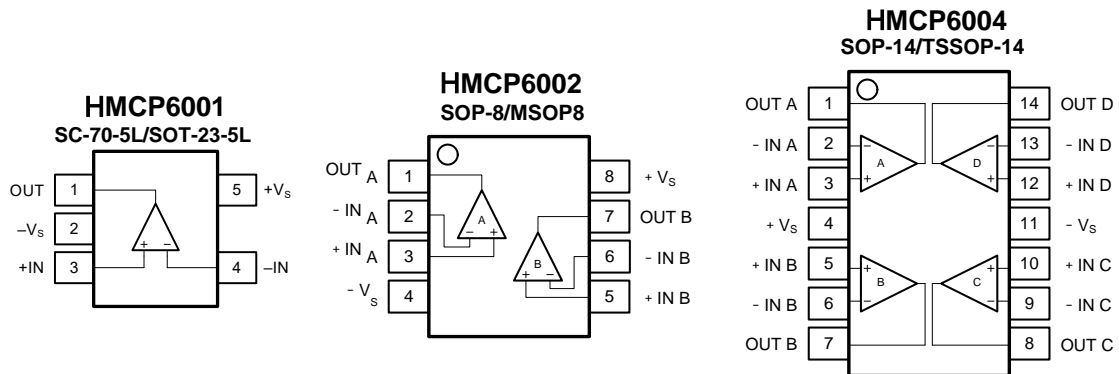 HMCP6001
SC-70-5L/SOT-23-5L
OUT 1 5 +VS
–VS 2
+IN 3 4 –IN
+ −
HMCP6002
SOP-8/MSOP8
OUT A 1 8 + VS
- IN A 2 7 OUT B
+ IN A 3 6 - IN B
- VS 4 5 + IN B
A
− +
B
+ −
HMCP6004
SOP-14/TSSOP-14
OUT A 1 14 OUT D
- IN A 2 − − 13 - IN D
A D
+ IN A 3 + + 12 + IN D
+ VS 4 11 - VS
+ IN B 5 + + 10 + IN C
B C
- IN B 6 − − 9 - IN C
OUT B 7 8 OUT C